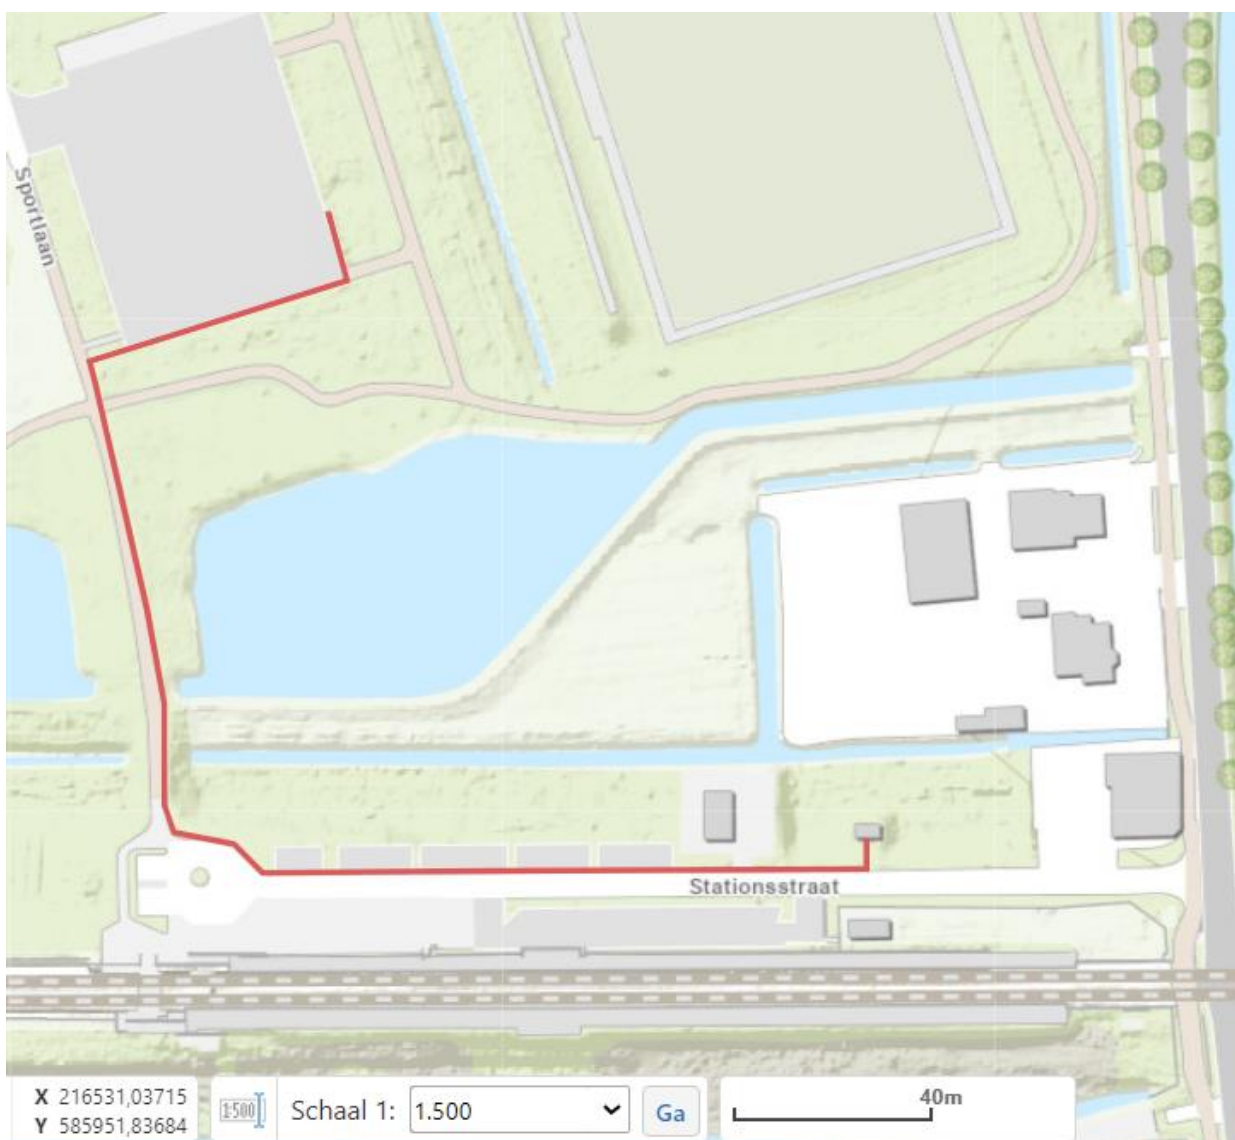 Sportlaan
Stationsstraat
X 216531,03715
Y 585951,83684
1:500
Schaal 1:
1.500
Ga
40m